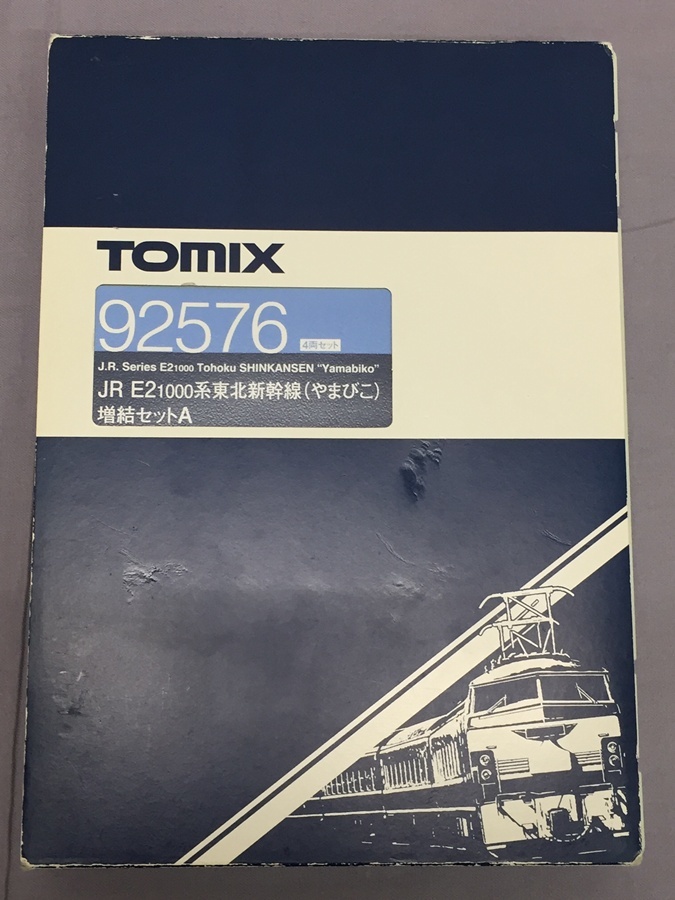 TOMIX
92576 4両セット
J.R. Series E21000 Tohoku SHINKANSEN "Yamabiko"
JR E21000系東北新幹線(やまびこ)
増結セットA